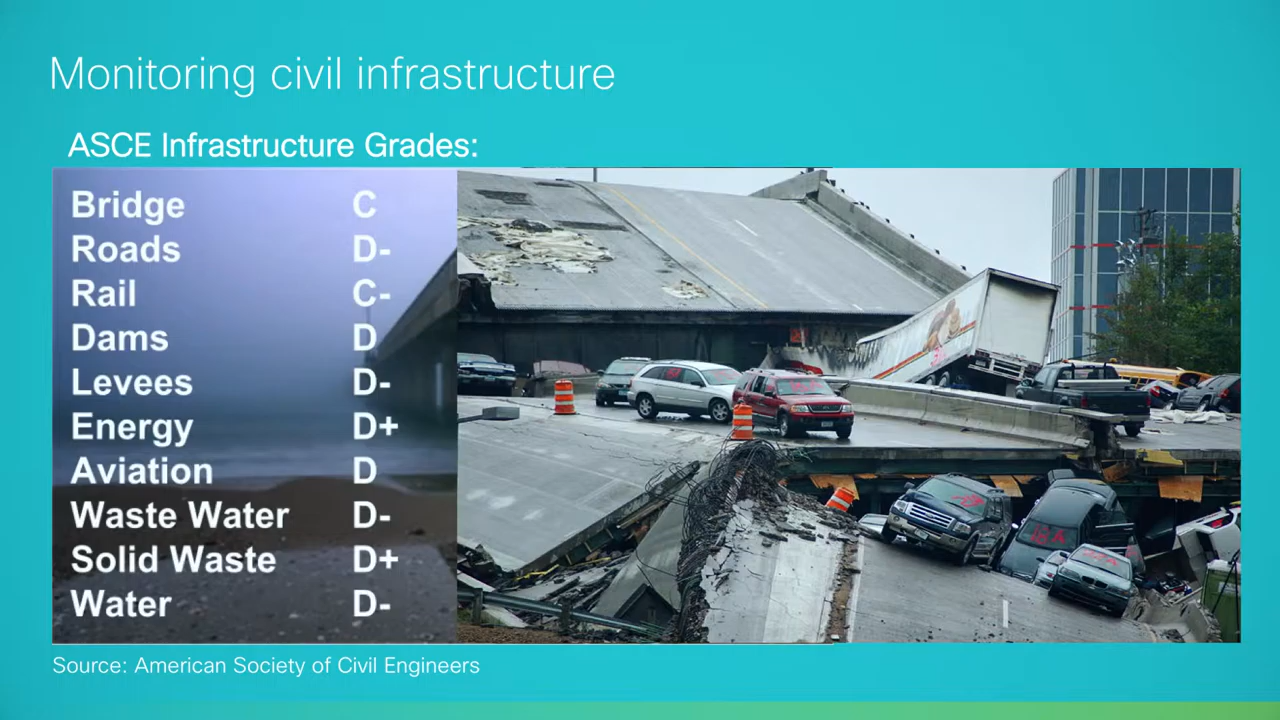 Monitoring civil infrastructure
ASCE Infrastructure Grades:
Bridge C
Roads D-
Rail C-
Dams D
Levees D-
Energy D+
Aviation D
Waste Water D-
Solid Waste D+
Water D-
Source: American Society of Civil Engineers